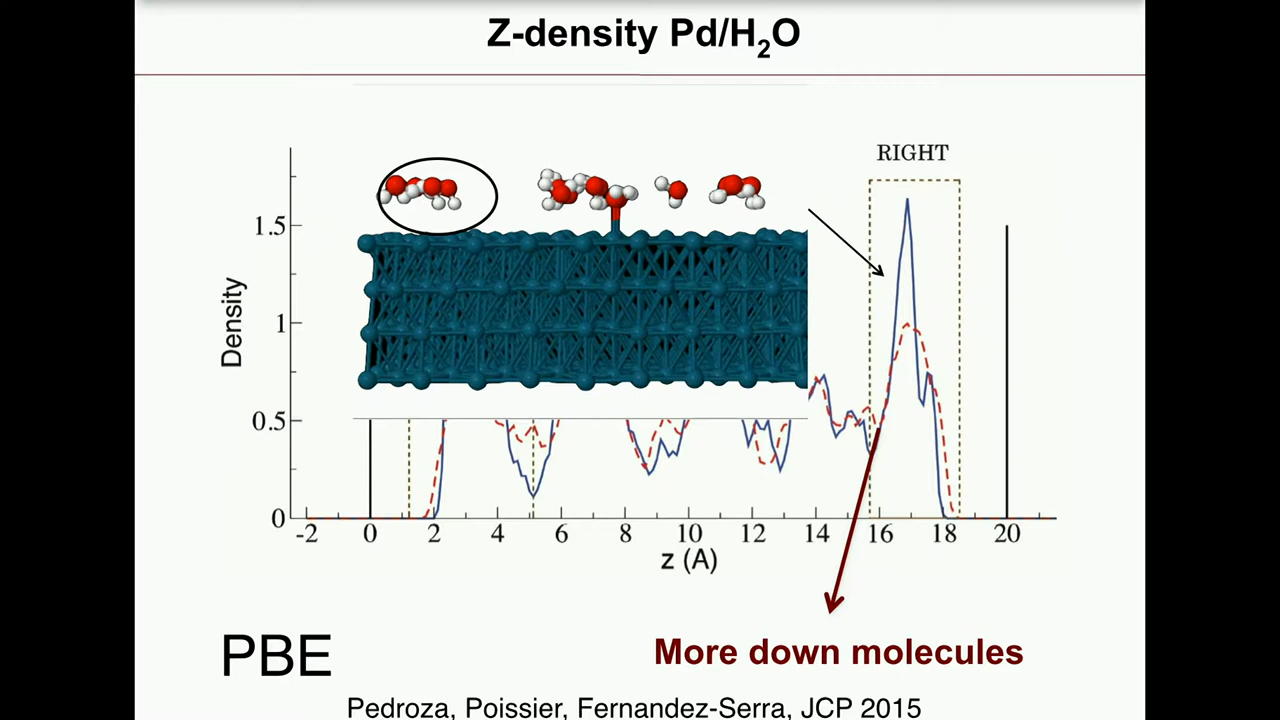 Z-density Pd/H₂O
RIGHT
1.5
1
0.5
0
Density
-2 0 2 4 6 8 10 12 14 16 18 20
z (A)
PBE
More down molecules
Pedroza, Poissier, Fernandez-Serra, JCP 2015